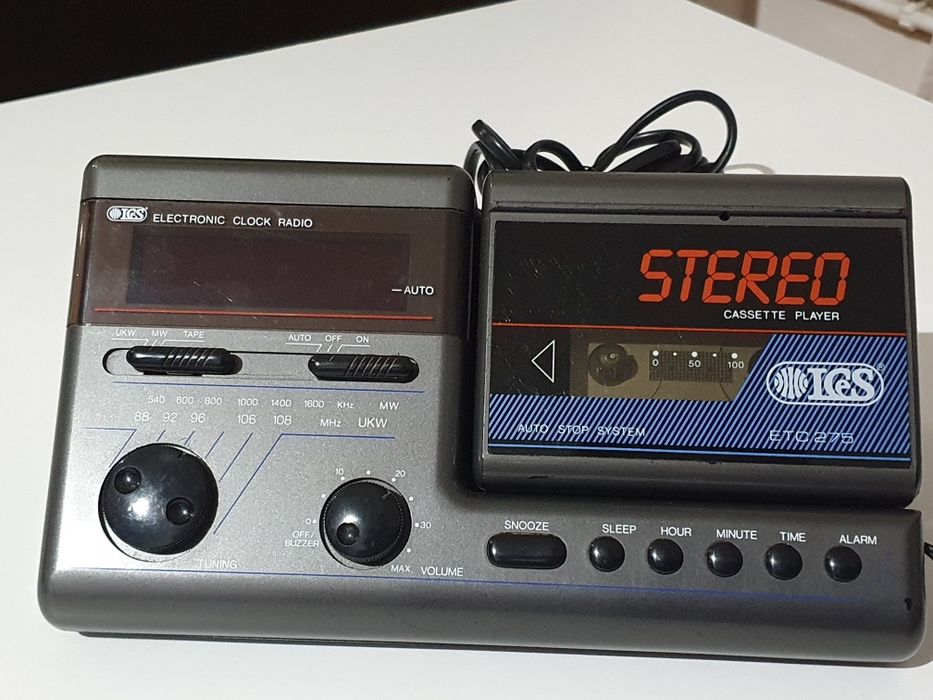 ICeS ELECTRONIC CLOCK RADIO
— AUTO
UKW MW TAPE
AUTO OFF ON
540 600 800 1000 1400 1600 KHz MW
88 92 96 106 108 MHz UKW
TUNING
0 10 20 30
OFF/
BUZZER
MAX. VOLUME
STEREO
CASSETTE PLAYER
0 50 100
ICeS®
AUTO STOP SYSTEM
ETC 275
SNOOZE SLEEP HOUR MINUTE TIME ALARM